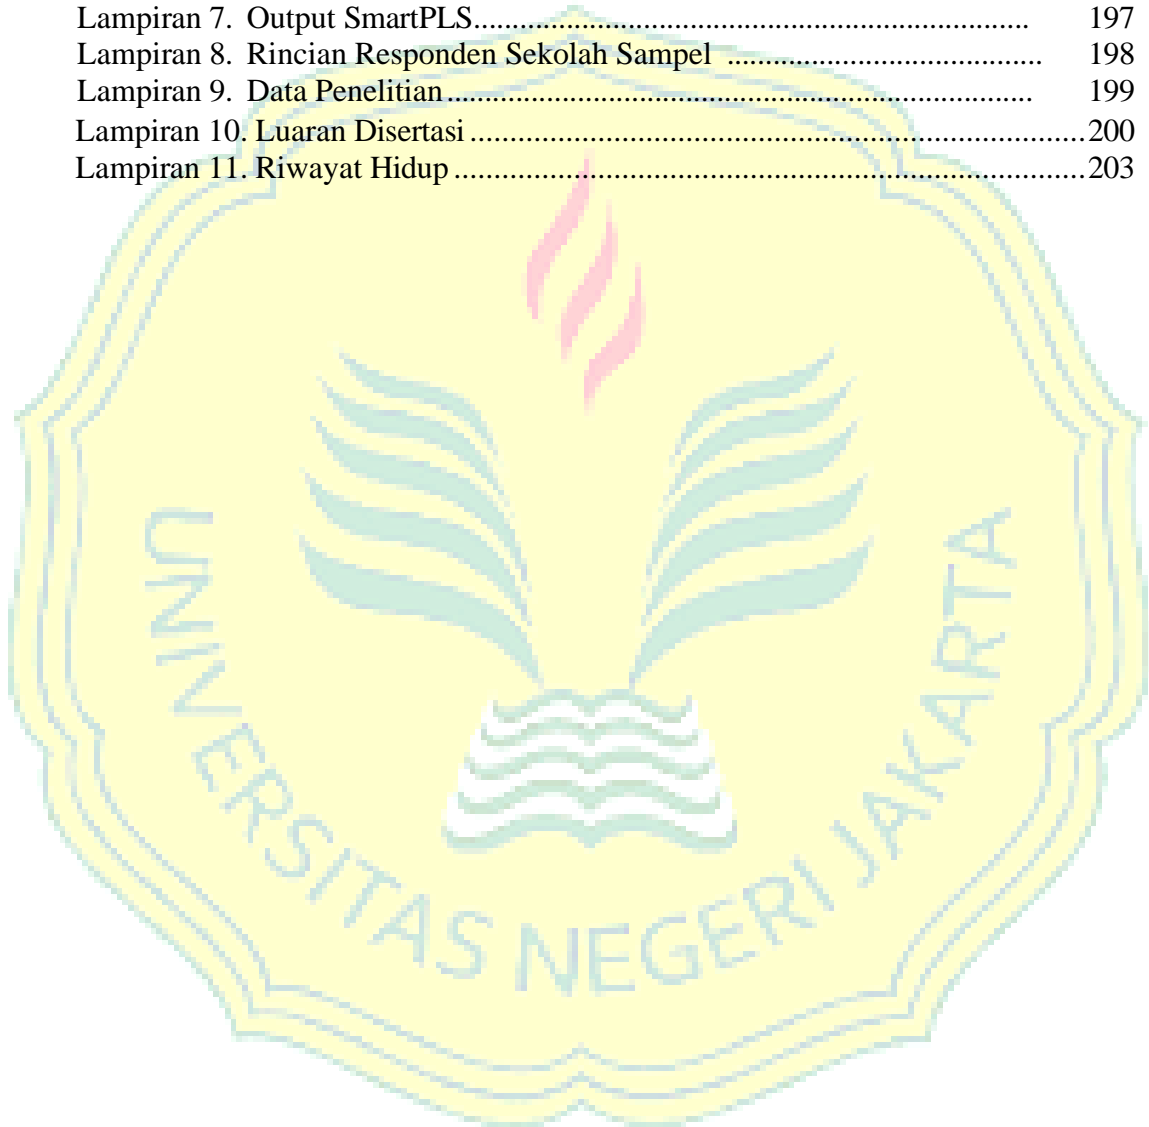 Lampiran 7. Output SmartPLS...................................................................... 197
Lampiran 8. Rincian Responden Sekolah Sampel ....................................... 198
Lampiran 9. Data Penelitian......................................................................... 199
Lampiran 10. Luaran Disertasi.............................................................................200
Lampiran 11. Riwayat Hidup...............................................................................203
UNIVERSITAS NEGERI JAKARTA